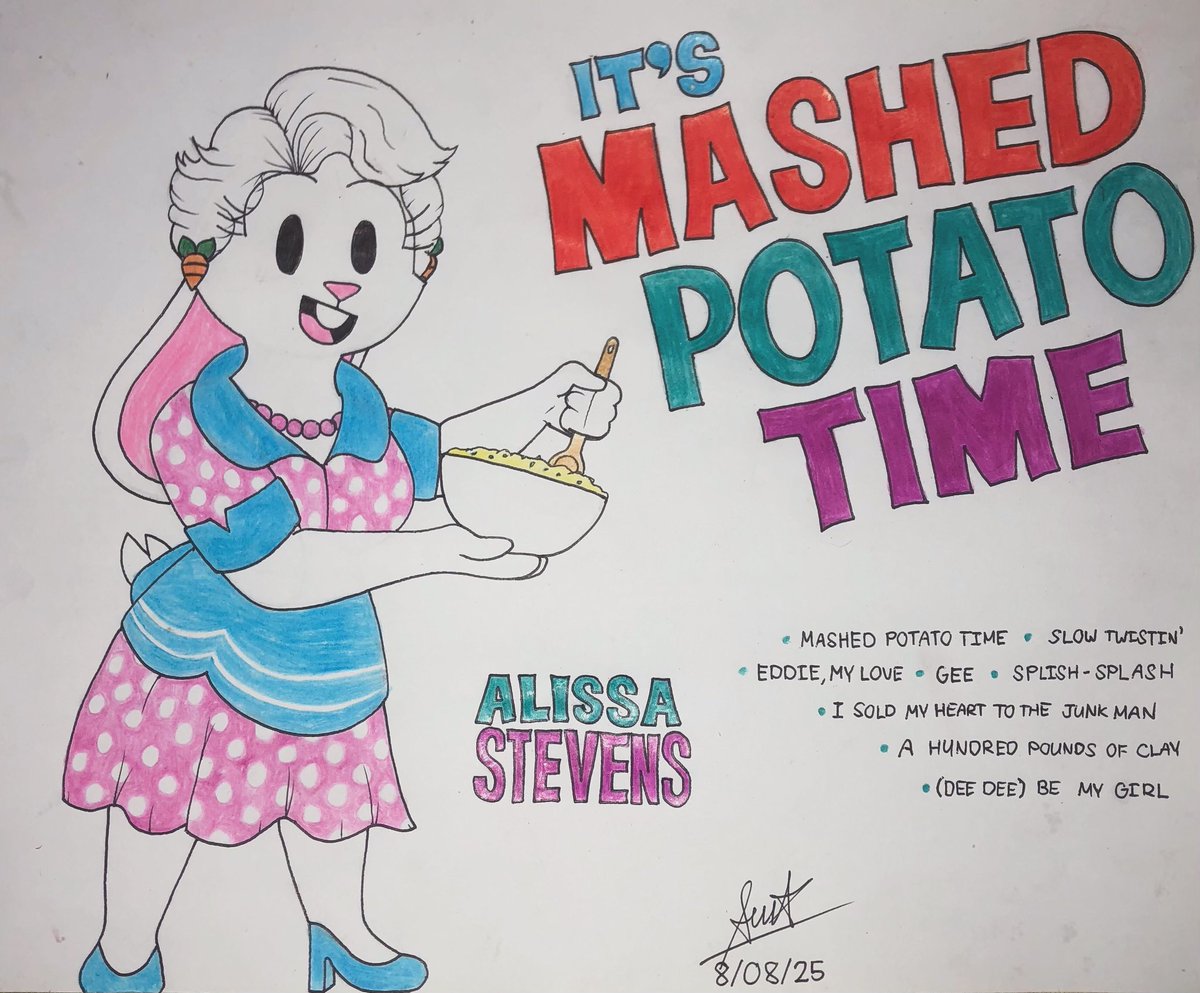 IT'S
MASHED
POTATO
TIME
• MASHED POTATO TIME • SLOW TWISTIN'
• EDDIE, MY LOVE • GEE • SPLISH-SPLASH
• I SOLD MY HEART TO THE JUNK MAN
• A HUNDRED POUNDS OF CLAY
• (DEE DEE) BE MY GIRL
ALISSA
STEVENS
8/08/25